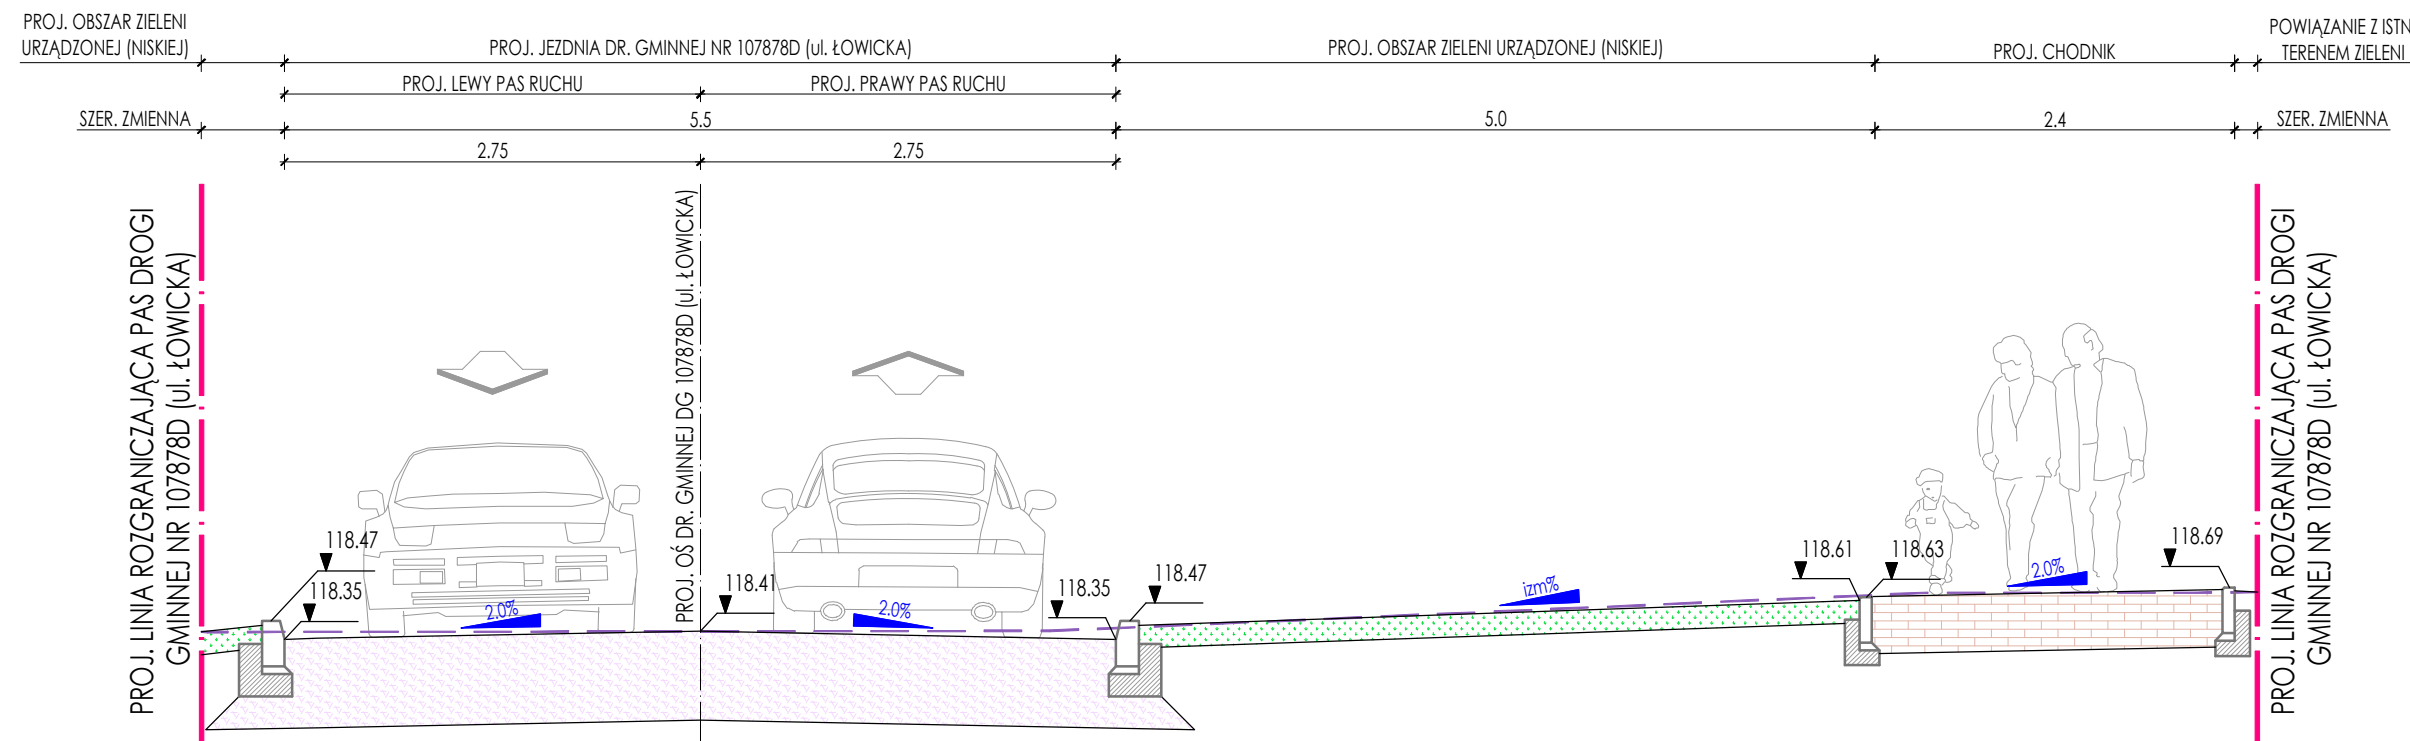 PROJ. OBSZAR ZIELENI
URZĄDZONEJ (NISKIEJ)
PROJ. JEZDNIA DR. GMINNEJ NR 107878D (ul. ŁOWICKA)
PROJ. OBSZAR ZIELENI URZĄDZONEJ (NISKIEJ)
PROJ. CHODNIK
POWIĄZANIE Z ISTN
TERENEM ZIELENI
PROJ. LEWY PAS RUCHU
PROJ. PRAWY PAS RUCHU
SZER. ZMIENNA
5.5
5.0
2.4
SZER. ZMIENNA
2.75
2.75
PROJ. LINIA ROZGRANICZAJĄCA PAS DROGI
GMINNEJ NR 107878D (ul. ŁOWICKA)
PROJ. OŚ DR. GMINNEJ DG 107878D (ul. ŁOWICKA)
PROJ. LINIA ROZGRANICZAJĄCA PAS DROGI
GMINNEJ NR 107878D (ul. ŁOWICKA)
118.47
118.35
2.0%
118.41
2.0%
118.35
118.47
izm%
118.61
118.63
2.0%
118.69